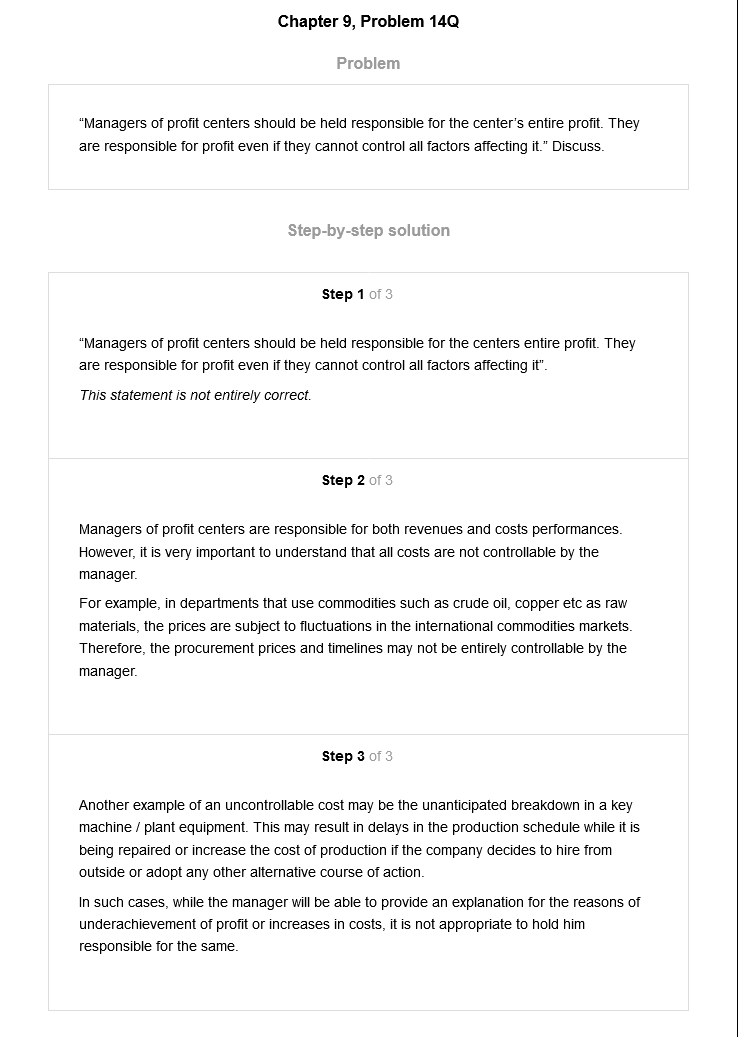 Chapter 9, Problem 14Q
Problem
“Managers of profit centers should be held responsible for the center’s entire profit. They
are responsible for profit even if they cannot control all factors affecting it.” Discuss.
Step-by-step solution
Step 1 of 3
“Managers of profit centers should be held responsible for the centers entire profit. They
are responsible for profit even if they cannot control all factors affecting it”.
This statement is not entirely correct.
Step 2 of 3
Managers of profit centers are responsible for both revenues and costs performances.
However, it is very important to understand that all costs are not controllable by the
manager.
For example, in departments that use commodities such as crude oil, copper etc as raw
materials, the prices are subject to fluctuations in the international commodities markets.
Therefore, the procurement prices and timelines may not be entirely controllable by the
manager.
Step 3 of 3
Another example of an uncontrollable cost may be the unanticipated breakdown in a key
machine / plant equipment. This may result in delays in the production schedule while it is
being repaired or increase the cost of production if the company decides to hire from
outside or adopt any other alternative course of action.
In such cases, while the manager will be able to provide an explanation for the reasons of
underachievement of profit or increases in costs, it is not appropriate to hold him
responsible for the same.